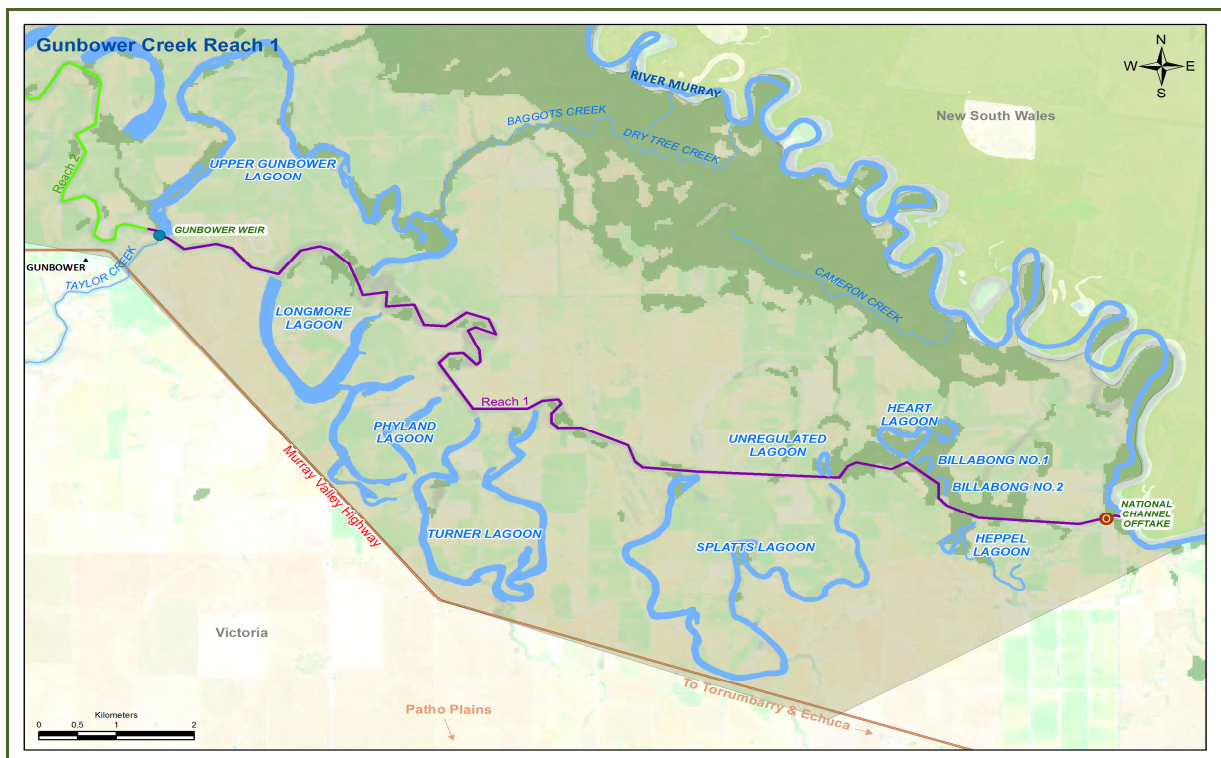 Gunbower Creek Reach 1
N
W E
S
RIVER MURRAY
New South Wales
BAGGOTS CREEK
DRY TREE CREEK
Reach 2
UPPER GUNBOWER
LAGOON
GUNBOWER WEIR
GUNBOWER
TAYLOR CREEK
CAMERON CREEK
LONGMORE
LAGOON
Reach 1
PHYLAND
LAGOON
HEART
LAGOON
UNREGULATED
LAGOON
BILLABONG NO.1
BILLABONG NO.2
Murray Valley Highway
NATIONAL
CHANNEL
OFFTAKE
O
TURNER LAGOON
SPLATTS LAGOON
HEPPEL
LAGOON
Victoria
To Torrumbarry & Echuca
Patho Plains
Kilometers
0 0.5 1 2